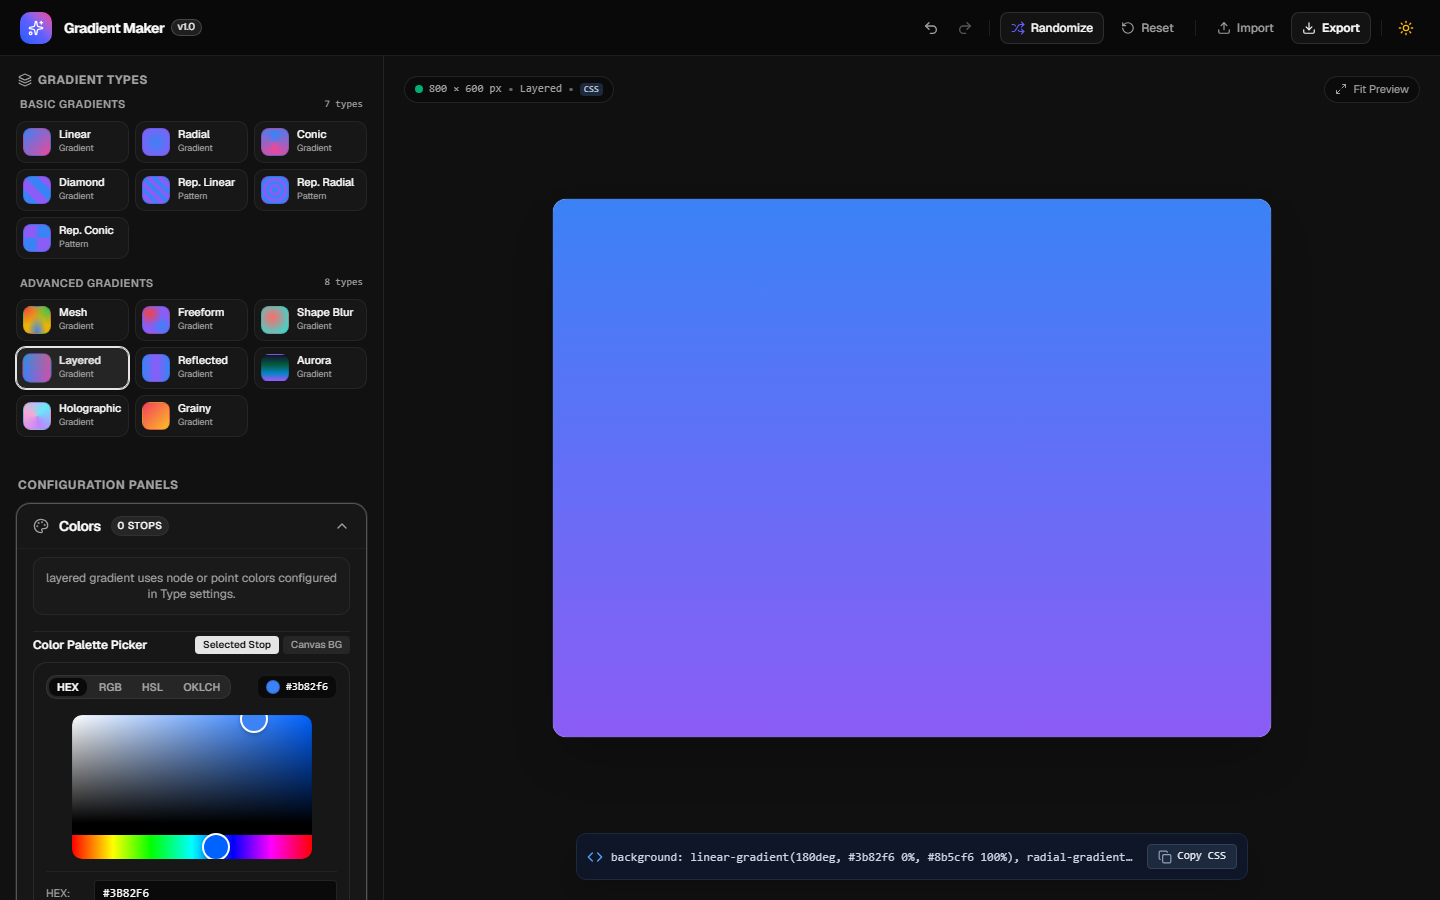 Gradient Maker v1.0
Randomize
Reset
Import
Export
GRADIENT TYPES
BASIC GRADIENTS 7 types
Linear
Gradient
Radial
Gradient
Conic
Gradient
Diamond
Gradient
Rep. Linear
Pattern
Rep. Radial
Pattern
Rep. Conic
Pattern
ADVANCED GRADIENTS 8 types
Mesh
Gradient
Freeform
Gradient
Shape Blur
Gradient
Layered
Gradient
Reflected
Gradient
Aurora
Gradient
Holographic
Gradient
Grainy
Gradient
CONFIGURATION PANELS
Colors 0 STOPS
layered gradient uses node or point colors configured
in Type settings.
Color Palette Picker Selected Stop Canvas BG
HEX RGB HSL OKLCH #3b82f6
HEX: #3B82F6
800 × 600 px • Layered • CSS
Fit Preview
background: linear-gradient(180deg, #3b82f6 0%, #8b5cf6 100%), radial-gradient…
Copy CSS